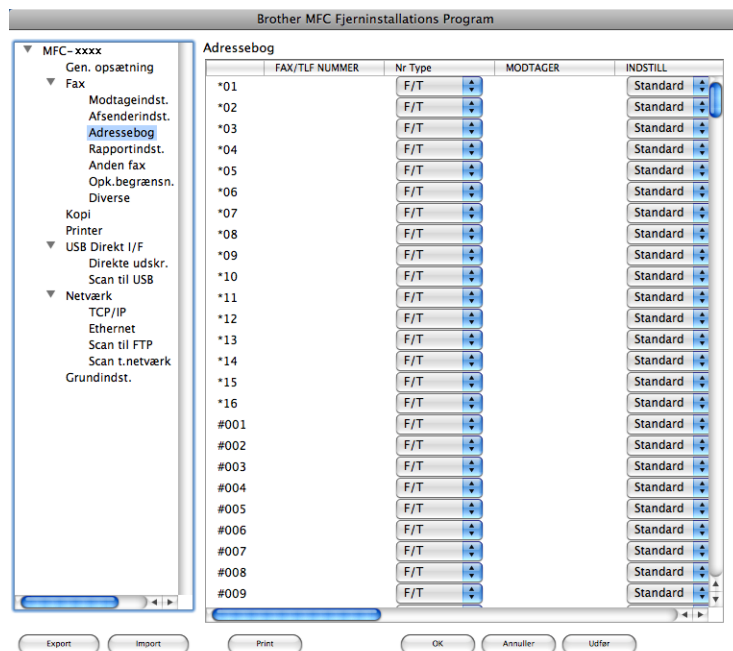 Brother MFC Fjerninstallations Program
MFC-xxxx
Gen. opsætning
Fax
Modtageindst.
Afsenderindst.
Adressebog
Rapportindst.
Anden fax
Opk.begrænsn.
Diverse
Kopi
Printer
USB Direkt I/F
Direkte udskr.
Scan til USB
Netværk
TCP/IP
Ethernet
Scan til FTP
Scan t.netværk
Grundindst.
Adressebog
FAX/TLF NUMMER Nr Type MODTAGER INDSTILL
*01 F/T Standard
*02 F/T Standard
*03 F/T Standard
*04 F/T Standard
*05 F/T Standard
*06 F/T Standard
*07 F/T Standard
*08 F/T Standard
*09 F/T Standard
*10 F/T Standard
*11 F/T Standard
*12 F/T Standard
*13 F/T Standard
*14 F/T Standard
*15 F/T Standard
*16 F/T Standard
#001 F/T Standard
#002 F/T Standard
#003 F/T Standard
#004 F/T Standard
#005 F/T Standard
#006 F/T Standard
#007 F/T Standard
#008 F/T Standard
#009 F/T Standard
Export Import Print OK Annuller Udfør